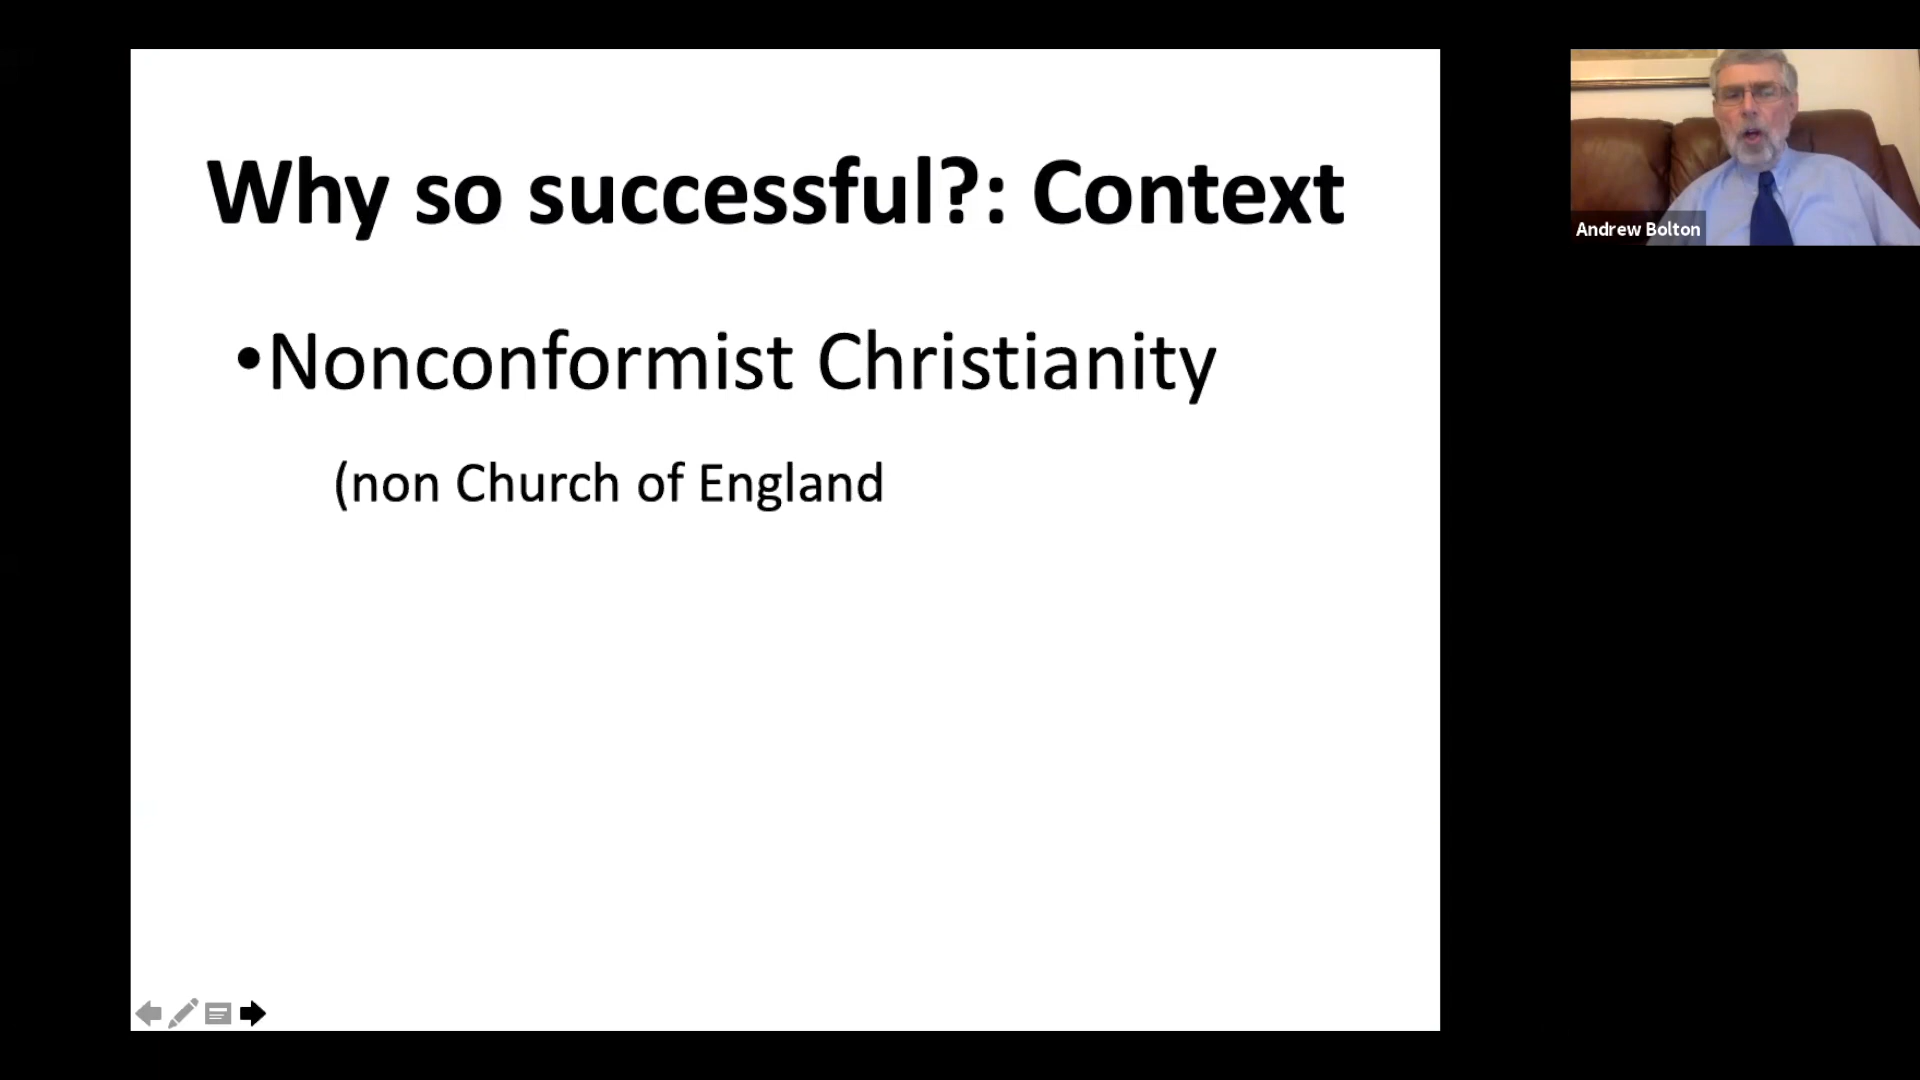 Why so successful?: Context
•Nonconformist Christianity
(non Church of England
Andrew Bolton